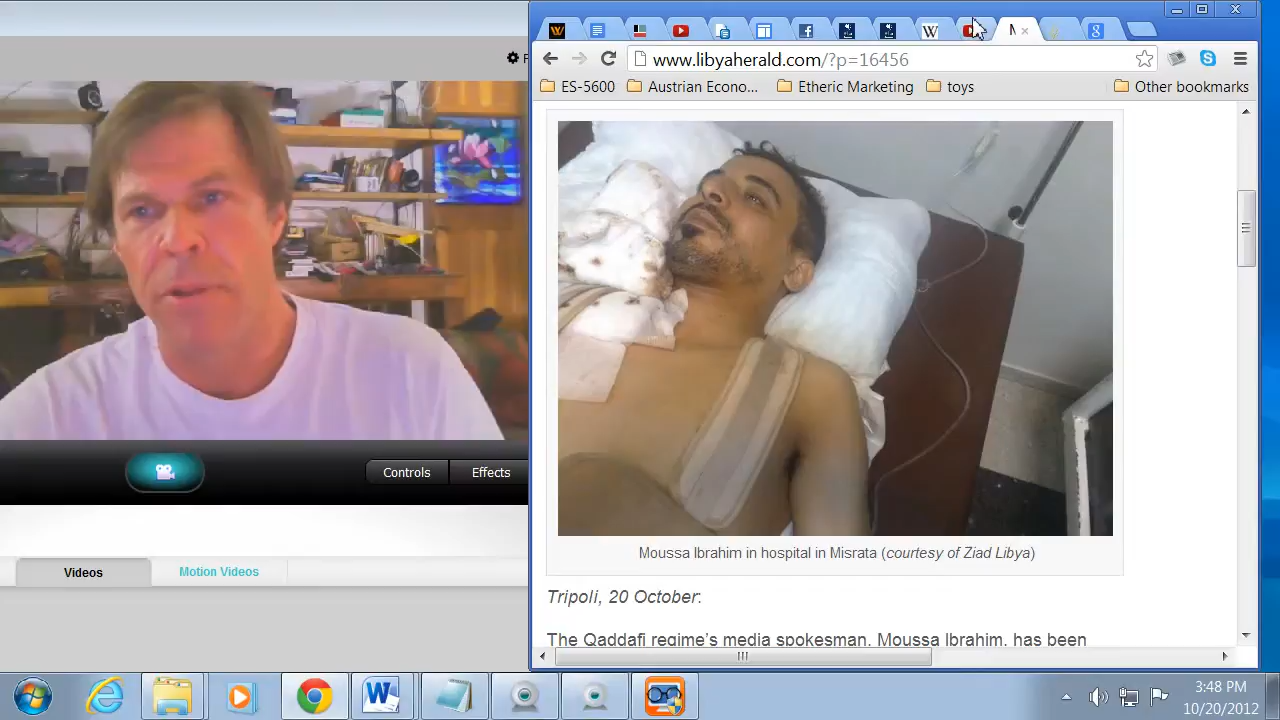 www.libyaherald.com/?p=16456
ES-5600
Austrian Econo...
Etheric Marketing
toys
Other bookmarks
Controls
Effects
Videos
Motion Videos
Moussa Ibrahim in hospital in Misrata (courtesy of Ziad Libya)
Tripoli, 20 October:
The Qaddafi regime's media spokesman, Moussa Ibrahim, has been
3:48 PM
10/20/2012